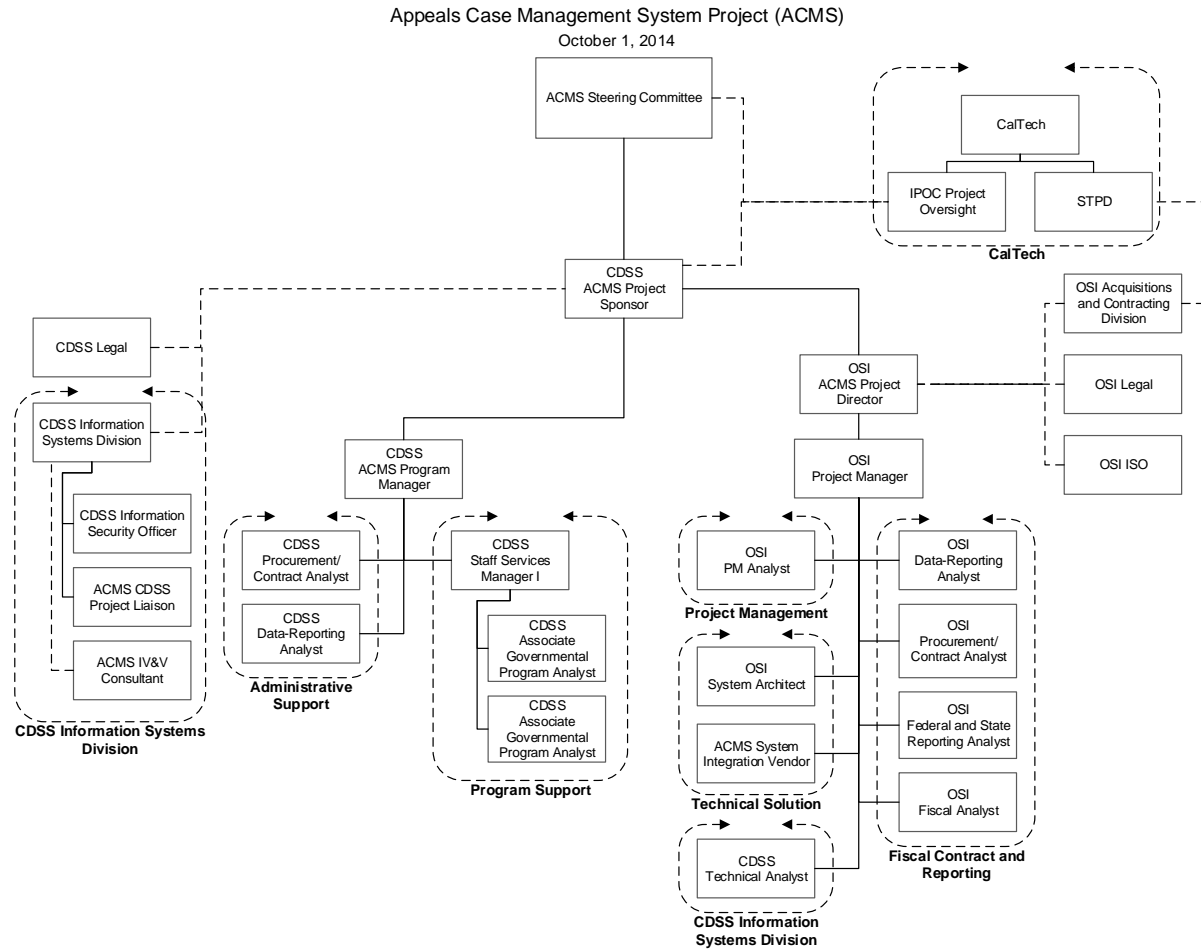 Appeals Case Management System Project (ACMS)
October 1, 2014
ACMS Steering Committee
CalTech
IPOC Project
Oversight
STPD
CalTech
CDSS
ACMS Project
Sponsor
OSI Acquisitions
and Contracting
Division
CDSS Legal
OSI
ACMS Project
Director
OSI Legal
CDSS Information
Systems Division
CDSS
ACMS Program
Manager
OSI
Project Manager
OSI ISO
CDSS Information
Security Officer
ACMS CDSS
Project Liaison
ACMS IV&V
Consultant
CDSS Information Systems
Division
CDSS
Procurement/
Contract Analyst
CDSS
Data-Reporting
Analyst
Administrative
Support
CDSS
Staff Services
Manager I
CDSS
Associate
Governmental
Program Analyst
CDSS
Associate
Governmental
Program Analyst
Program Support
OSI
PM Analyst
Project Management
OSI
System Architect
ACMS System
Integration Vendor
Technical Solution
CDSS
Technical Analyst
CDSS Information
Systems Division
OSI
Data-Reporting
Analyst
OSI
Procurement/
Contract Analyst
OSI
Federal and State
Reporting Analyst
OSI
Fiscal Analyst
Fiscal Contract and
Reporting